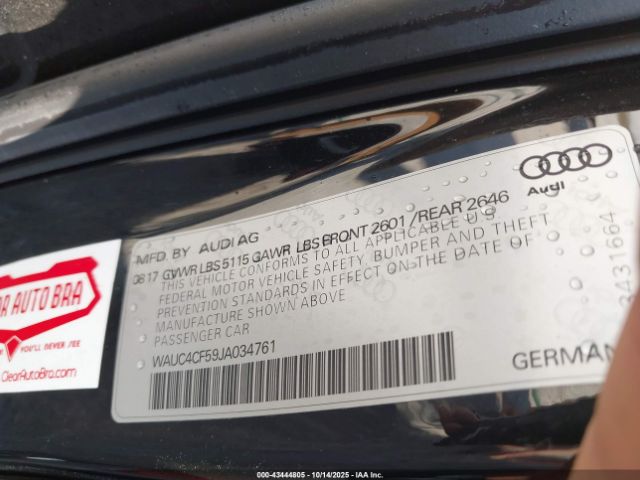 Audi
MFD. BY AUDI AG
08.17 GVWR LBS 5115 GAWR LBS FRONT 2601 / REAR 2646
THIS VEHICLE CONFORMS TO ALL APPLICABLE U.S.
FEDERAL MOTOR VEHICLE SAFETY, BUMPER AND THEFT
PREVENTION STANDARDS IN EFFECT ON THE DATE OF
MANUFACTURE SHOWN ABOVE
PASSENGER CAR
WAUC4CF59JA034761
GERMAN
3431664
AUTO BRA
ClearAutoBra.com
000-43444805 - 10/14/2025 - IAA Inc.